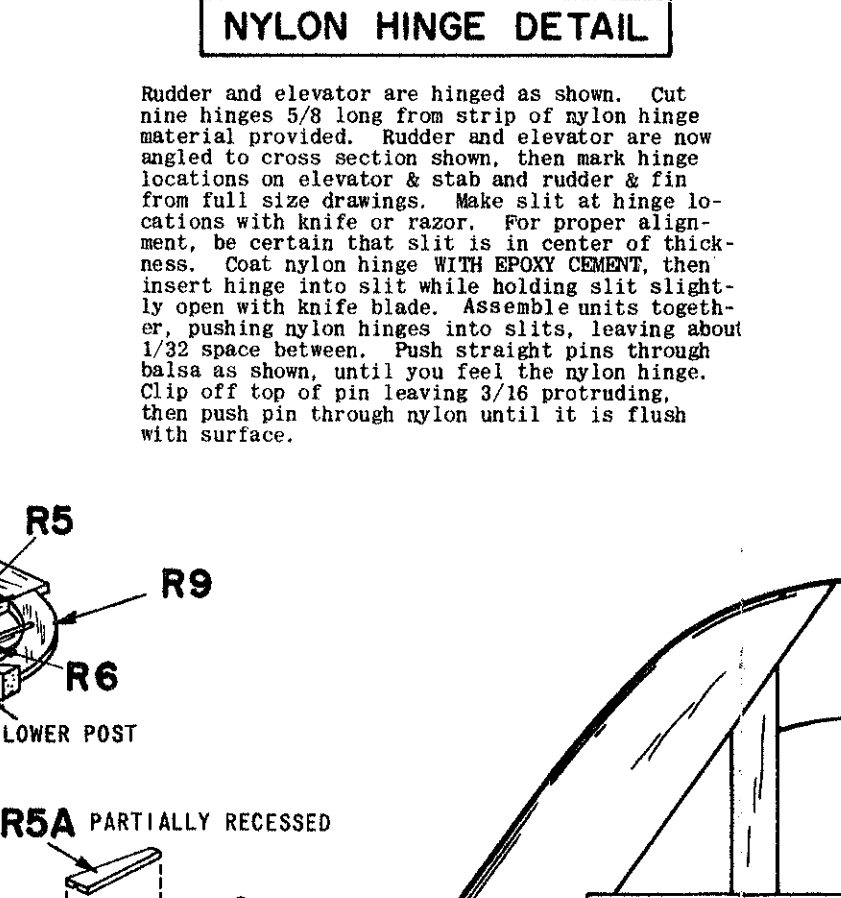 NYLON HINGE DETAIL
Rudder and elevator are hinged as shown. Cut
nine hinges 5/8 long from strip of nylon hinge
material provided. Rudder and elevator are now
angled to cross section shown, then mark hinge
locations on elevator & stab and rudder & fin
from full size drawings. Make slit at hinge lo-
cations with knife or razor. For proper align-
ment, be certain that slit is in center of thick-
ness. Coat nylon hinge WITH EPOXY CEMENT, then
insert hinge into slit while holding slit slight-
ly open with knife blade. Assemble units togeth-
er, pushing nylon hinges into slits, leaving about
1/32 space between. Push straight pins through
balsa as shown, until you feel the nylon hinge.
Clip off top of pin leaving 3/16 protruding,
then push pin through nylon until it is flush
with surface.
R5
R9
R6
LOWER POST
R5A PARTIALLY RECESSED